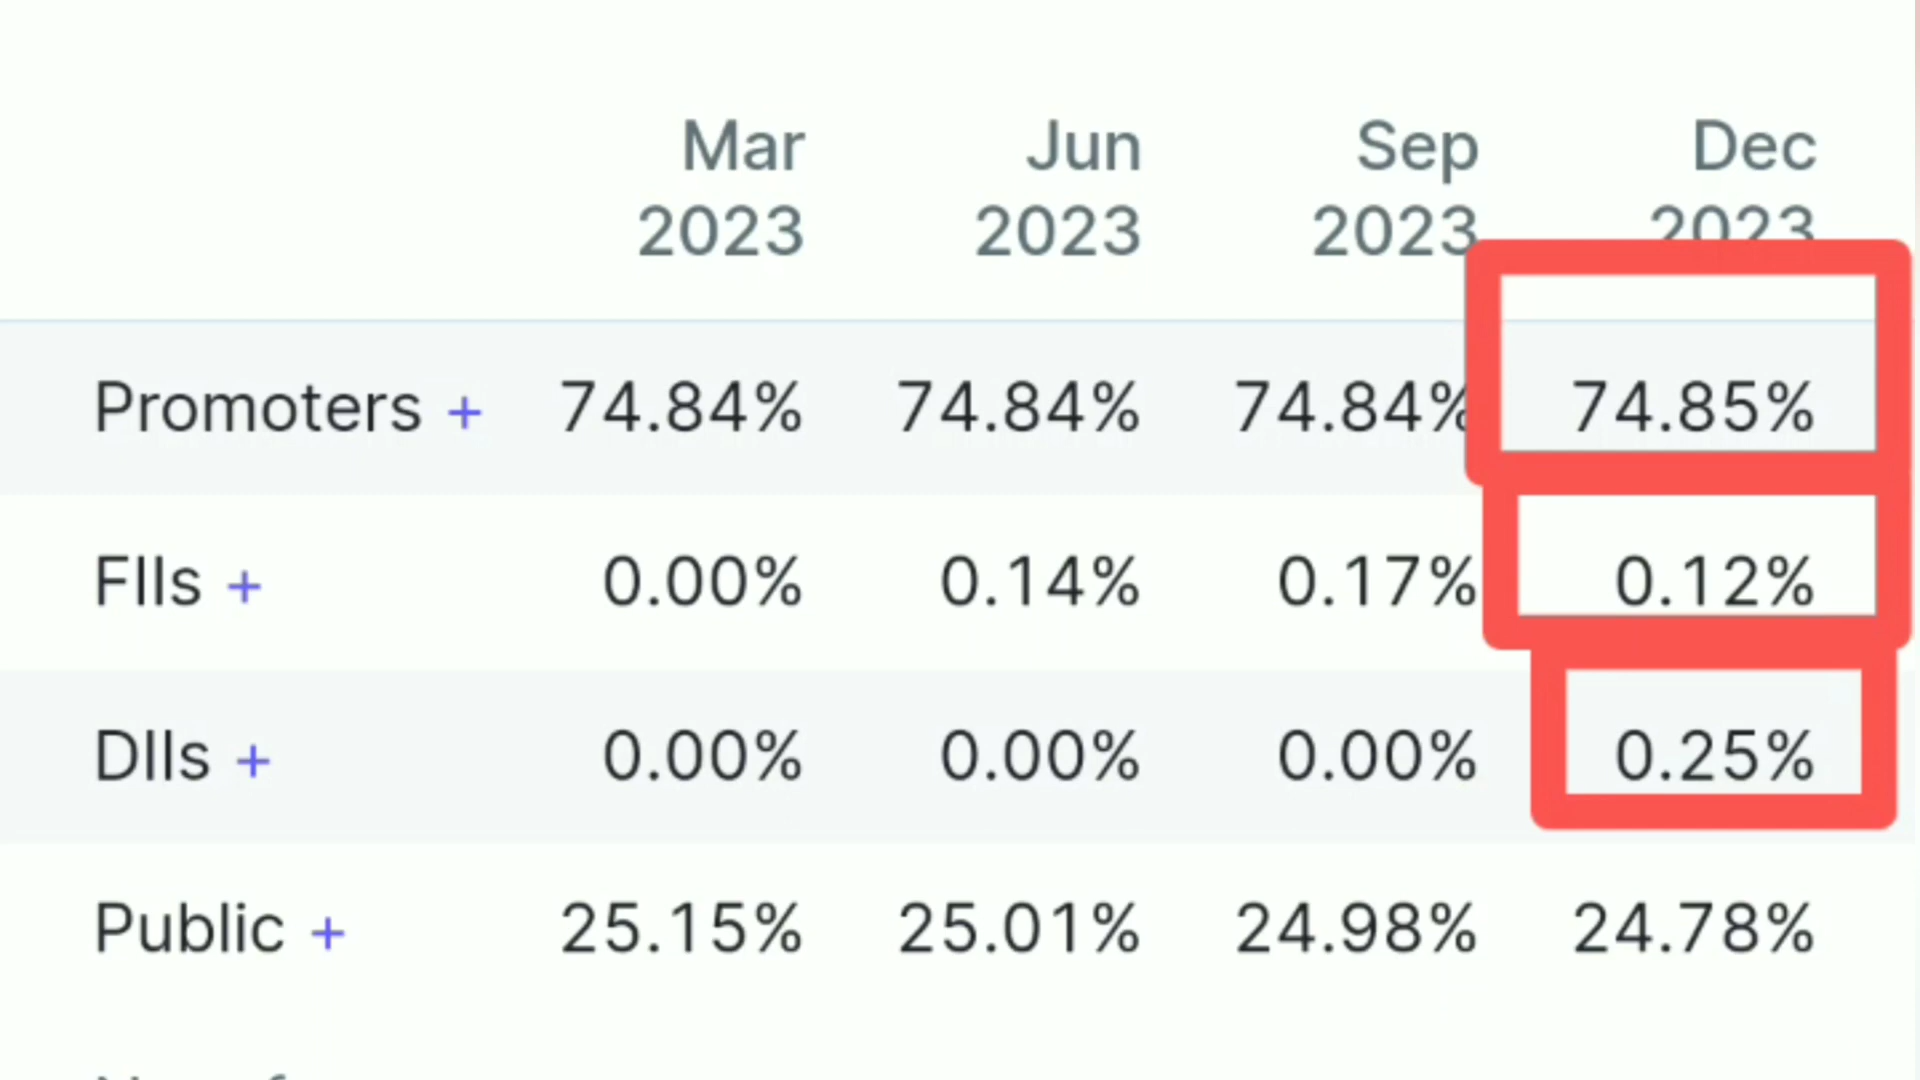 Mar Jun Sep Dec
2023 2023 2023 2023
Promoters + 74.84% 74.84% 74.84% 74.85%
FIIs + 0.00% 0.14% 0.17% 0.12%
DIIs + 0.00% 0.00% 0.00% 0.25%
Public + 25.15% 25.01% 24.98% 24.78%